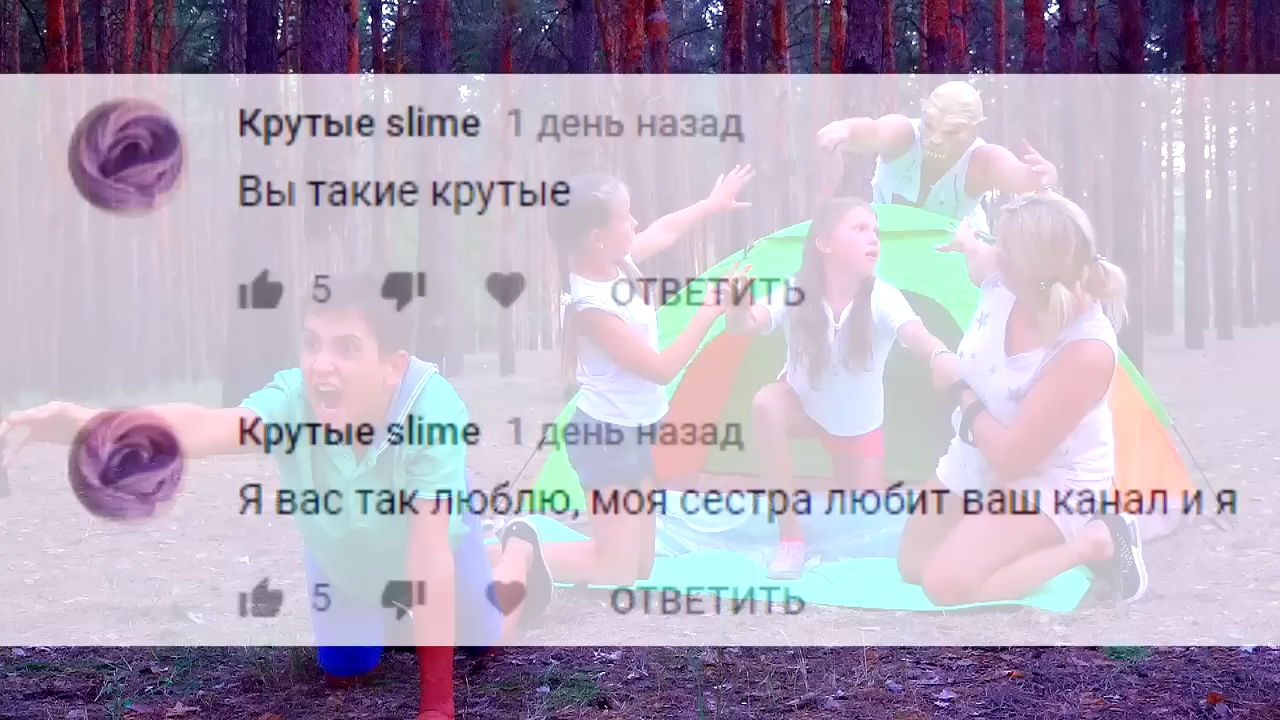 Крутые slime 1 день назад
Вы такие крутые
5 ОТВЕТИТЬ
Крутые slime 1 день назад
Я вас так люблю, моя сестра любит ваш канал и я
5 ОТВЕТИТЬ